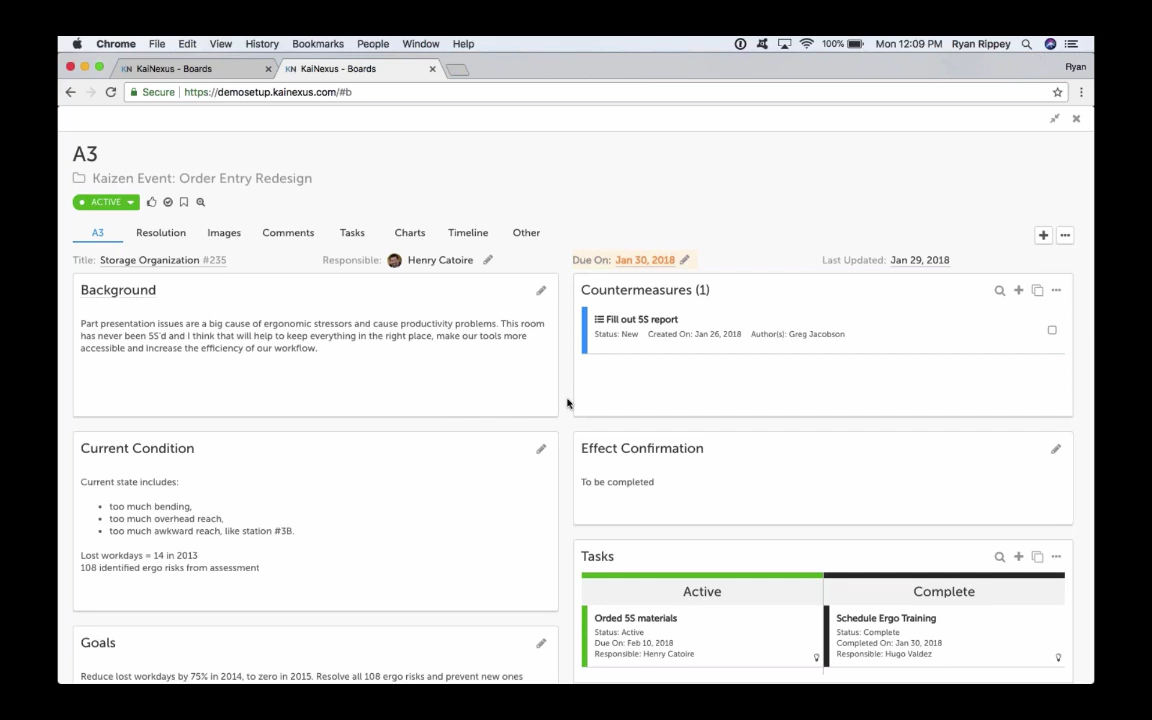 Chrome File Edit View History Bookmarks People Window Help 100% Mon 12:09 PM Ryan Rippey
KN KaiNexus - Boards × KN KaiNexus - Boards × Ryan
Secure | https://demosetup.kainexus.com/#b
A3
Kaizen Event: Order Entry Redesign
ACTIVE
A3 Resolution Images Comments Tasks Charts Timeline Other
Title: Storage Organization #235 Responsible: Henry Catoire Due On: Jan 30, 2018 Last Updated: Jan 29, 2018
Background
Part presentation issues are a big cause of ergonomic stressors and cause productivity problems. This room
has never been 5S'd and I think that will help to keep everything in the right place, make our tools more
accessible and increase the efficiency of our workflow.
Countermeasures (1)
Fill out 5S report
Status: New Created On: Jan 26, 2018 Author(s): Greg Jacobson
Current Condition
Current state includes:
• too much bending,
• too much overhead reach,
• too much awkward reach, like station #3B.
Lost workdays = 14 in 2013
108 identified ergo risks from assessment
Effect Confirmation
To be completed
Tasks
Active Complete
Orded 5S materials
Status: Active
Due On: Feb 10, 2018
Responsible: Henry Catoire
Schedule Ergo Training
Status: Complete
Completed On: Jan 30, 2018
Responsible: Hugo Valdez
Goals
Reduce lost workdays by 75% in 2014, to zero in 2015. Resolve all 108 ergo risks and prevent new ones